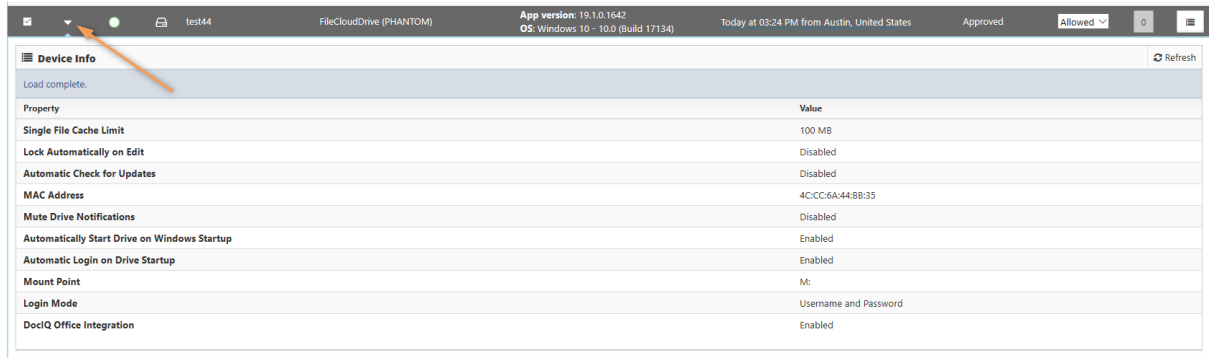 test44 FileCloudDrive (PHANTOM) App version: 19.1.0.1642 Today at 03:24 PM from Austin, United States Approved Allowed 0
OS: Windows 10 - 10.0 (Build 17134)
Device Info Refresh
Load complete.
Property Value
Single File Cache Limit 100 MB
Lock Automatically on Edit Disabled
Automatic Check for Updates Disabled
MAC Address 4C:CC:6A:44:BB:35
Mute Drive Notifications Disabled
Automatically Start Drive on Windows Startup Enabled
Automatic Login on Drive Startup Enabled
Mount Point M:
Login Mode Username and Password
DocIQ Office Integration Enabled